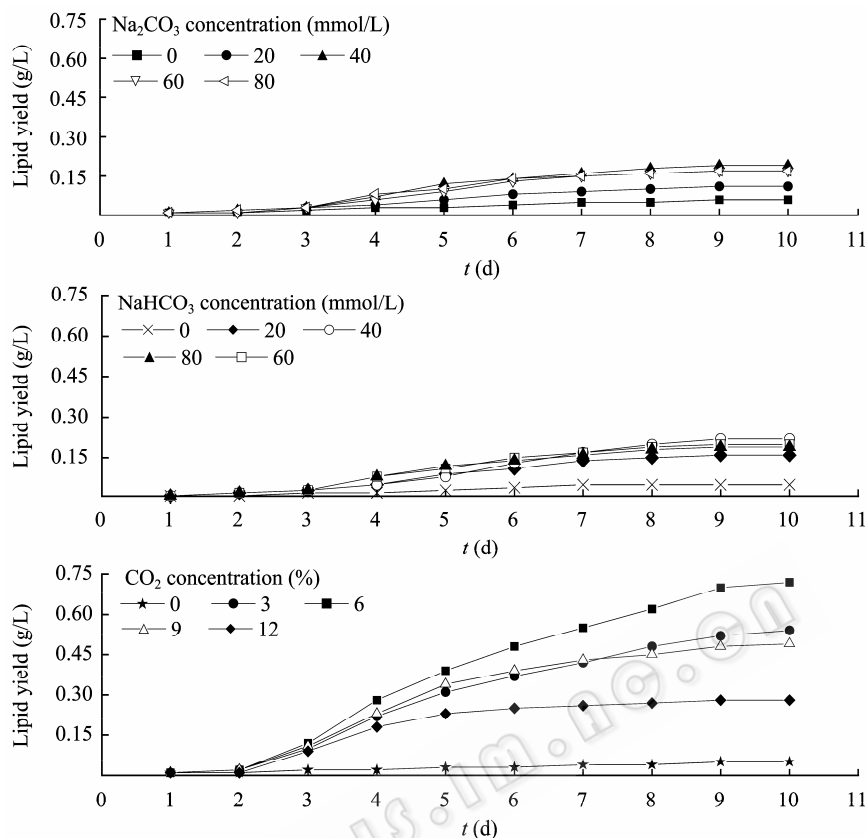 Na₂CO₃ concentration (mmol/L)
0 20 40
60 80
Lipid yield (g/L)
0.75
0.60
0.45
0.30
0.15
0 1 2 3 4 5 6 7 8 9 10 11
t (d)
NaHCO₃ concentration (mmol/L)
0 20 40
80 60
Lipid yield (g/L)
0.75
0.60
0.45
0.30
0.15
0 1 2 3 4 5 6 7 8 9 10 11
t (d)
CO₂ concentration (%)
0 3 6
9 12
Lipid yield (g/L)
0.75
0.60
0.45
0.30
0.15
0 1 2 3 4 5 6 7 8 9 10 11
t (d)
s.im.ac.cn